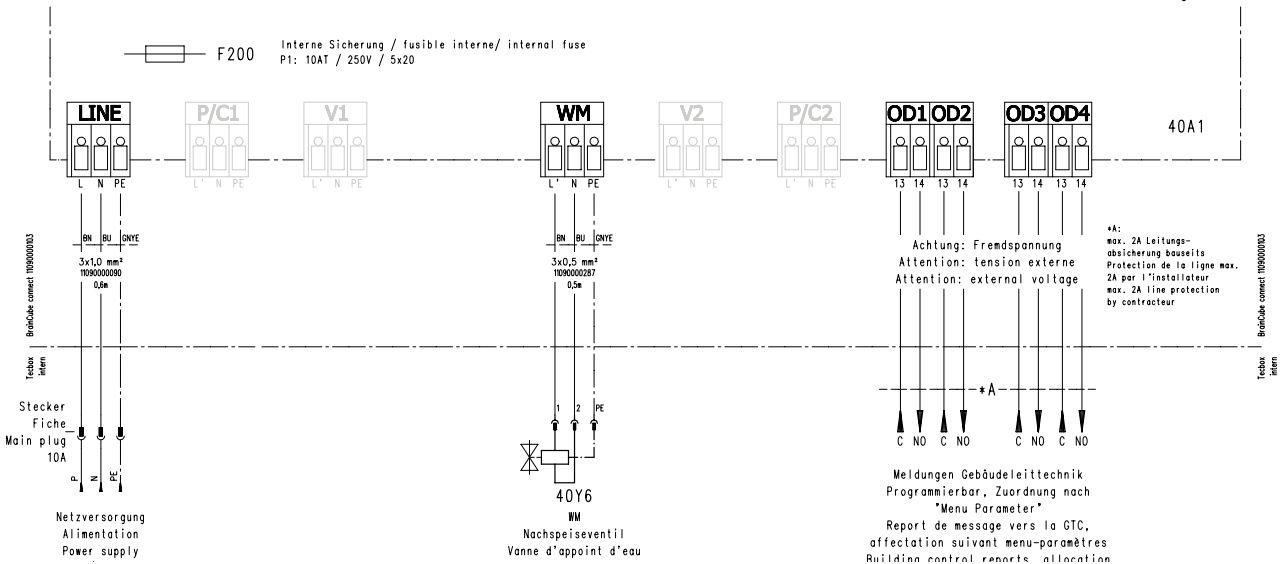 F200
Interne Sicherung / fusible interne/ internal fuse
P1: 10AT / 250V / 5x20
LINE
P/C1
V1
WM
V2
P/C2
OD1 OD2
OD3 OD4
40A1
L N PE
L' N PE
L' N PE
L' N PE
L' N PE
L' N PE
13 14 13 14
13 14 13 14
BN BU GNYE
3x1,0 mm²
11090000090
0,6m
BN BU GNYE
3x0,5 mm²
11090000287
0,5m
Achtung: Fremdspannung
Attention: tension externe
Attention: external voltage
*A:
max. 2A Leitungs-
absicherung bauseits
Protection de la ligne max.
2A par l'installateur
max. 2A line protection
by contracteur
BrainCube connect 11090000103
Tecbox
intern
BrainCube connect 11090000103
Tecbox
intern
Stecker
Fiche
Main plug
10A
P N PE
Netzversorgung
Alimentation
Power supply
1 2 PE
40Y6
WM
Nachspeiseventil
Vanne d'appoint d'eau
*A
C NO C NO
C NO C NO
Meldungen Gebäudeleittechnik
Programmierbar, Zuordnung nach
"Menu Parameter"
Report de message vers la GTC,
affectation suivant menu-paramètres
Building control reports, allocation